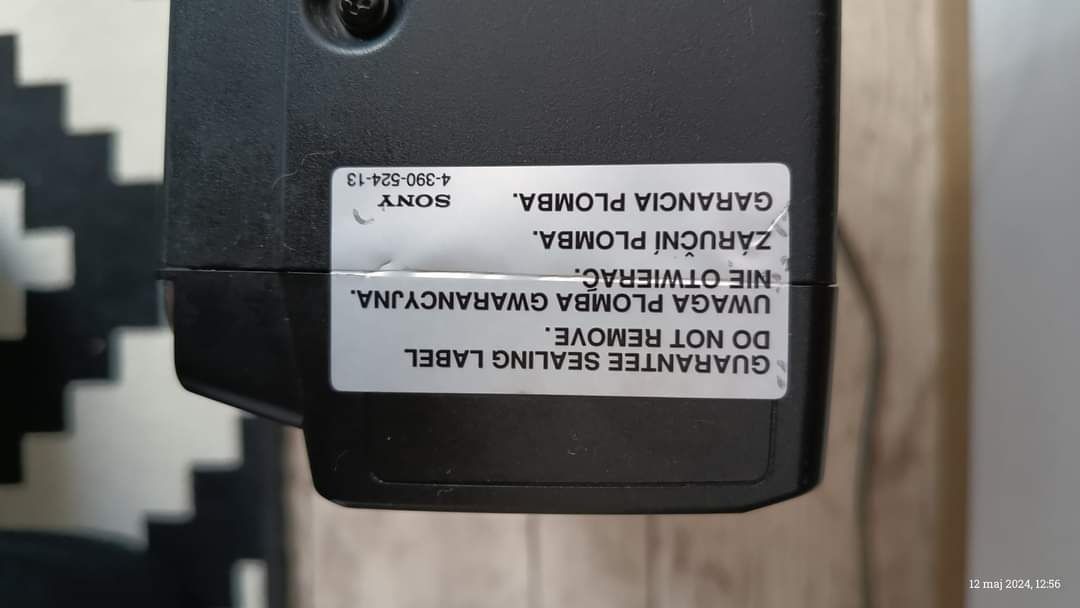 GUARANTEE SEALING LABEL
DO NOT REMOVE.
UWAGA PLOMBA GWARANCYJNA.
NIE OTWIERAĆ.
ZÁRUČNÍ PLOMBA.
GARANCIA PLOMBA.
SONY
4-390-524-13
12 maj 2024, 12:56